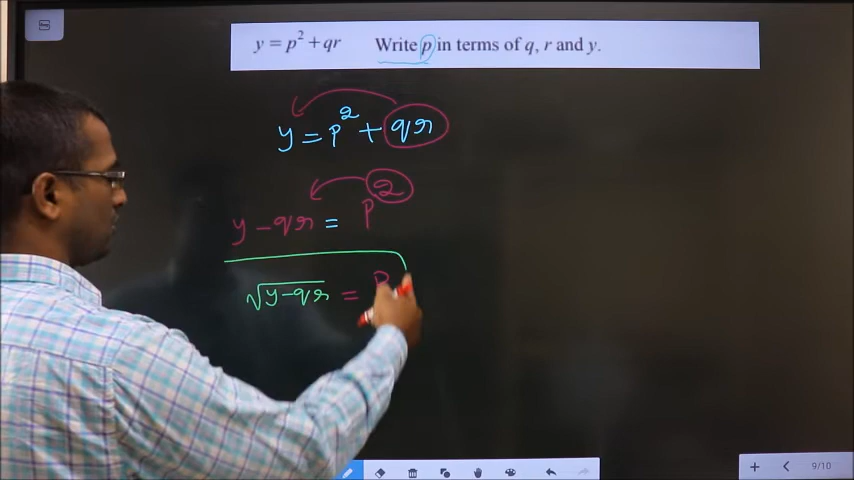 y = p² + qr Write p in terms of q, r and y.
y = p² + qr
y - qr = p²
√y-qr = p
9/10